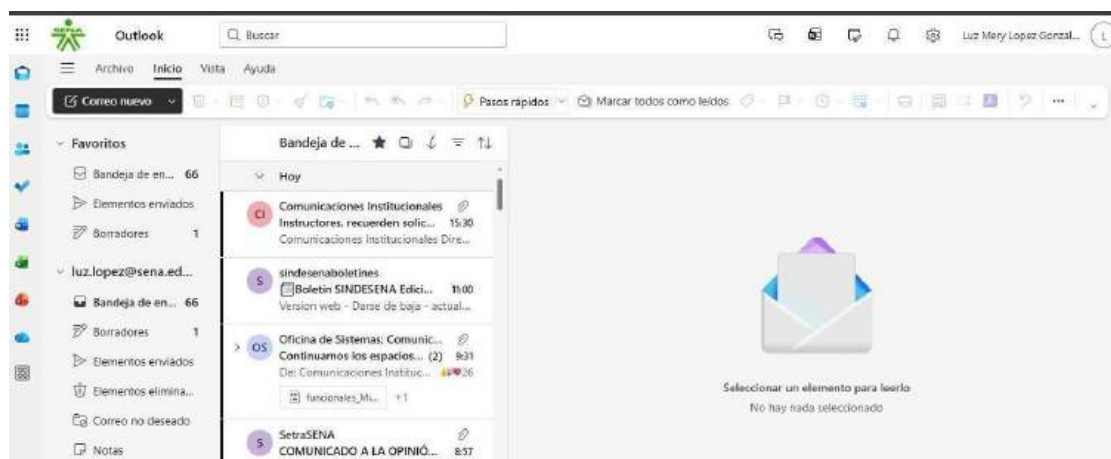 SENA
Outlook
Buscar
Luz Mery Lopez Gonzal...
L
Archivo Inicio Vista Ayuda
Correo nuevo
Pasos rápidos
Marcar todos como leídos
Favoritos
Bandeja de en... 66
Elementos enviados
Borradores 1
luz.lopez@sena.ed...
Bandeja de en... 66
Borradores 1
Elementos enviados
Elementos elimina...
Correo no deseado
Notas
Bandeja de ...
Hoy
CI
Comunicaciones Institucionales
Instructores, recuerden solic... 15:30
Comunicaciones Institucionales Dire...
S
sindesenaboletines
Boletin SINDESENA Edici... 11:00
Version web - Darse de baja - actual...
OS
Oficina de Sistemas; Comunic...
Continuamos los espacios... (2) 9:31
De: Comunicaciones Instituc... 26
funcionales_Mi... +1
S
SetraSENA
COMUNICADO A LA OPINIÓ... 8:57
Seleccionar un elemento para leerlo
No hay nada seleccionado